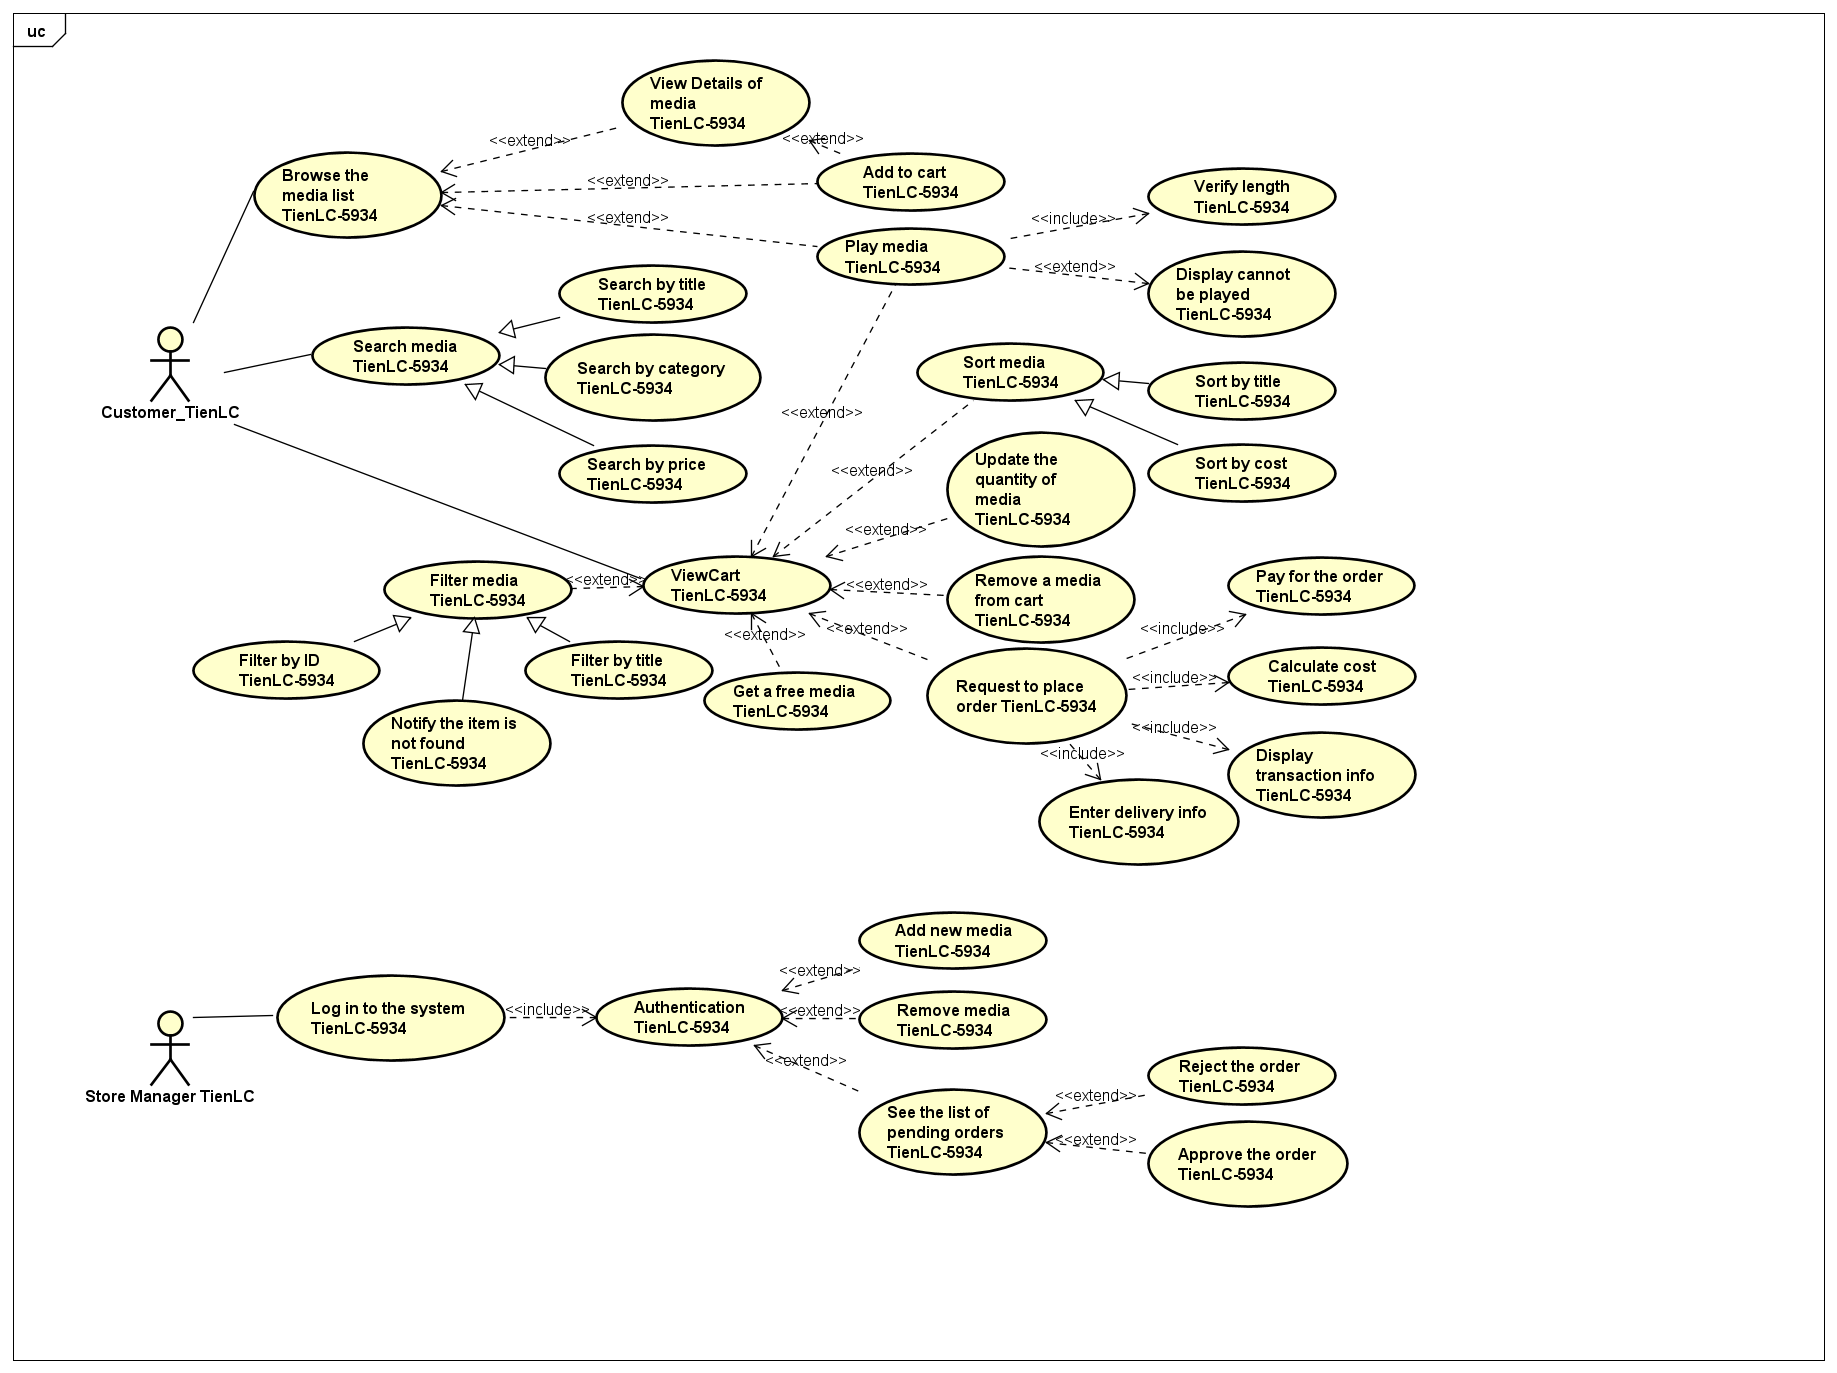 uc
View Details of
media
TienLC-5934
<<extend>>
<<extend>>
Browse the
media list
TienLC-5934
<<extend>>
Add to cart
TienLC-5934
Verify length
TienLC-5934
<<extend>>
<<include>>
Play media
TienLC-5934
<<extend>>
Display cannot
be played
TienLC-5934
Search by title
TienLC-5934
Search media
TienLC-5934
Search by category
TienLC-5934
Sort media
TienLC-5934
Sort by title
TienLC-5934
Customer_TienLC
<<extend>>
Search by price
TienLC-5934
<<extend>>
Update the
quantity of
media
TienLC-5934
Sort by cost
TienLC-5934
<<extend>>
Filter media
TienLC-5934
<<extend>>
ViewCart
TienLC-5934
<<extend>>
Remove a media
from cart
TienLC-5934
Pay for the order
TienLC-5934
<<extend>>
<<extend>>
<<include>>
Filter by ID
TienLC-5934
Filter by title
TienLC-5934
Get a free media
TienLC-5934
Request to place
order TienLC-5934
<<include>>
Calculate cost
TienLC-5934
Notify the item is
not found
TienLC-5934
<<include>>
<<include>>
Display
transaction info
TienLC-5934
Enter delivery info
TienLC-5934
Add new media
TienLC-5934
<<extend>>
Log in to the system
TienLC-5934
<<include>>
Authentication
TienLC-5934
<<extend>>
Remove media
TienLC-5934
<<extend>>
Store Manager TienLC
See the list of
pending orders
TienLC-5934
<<extend>>
Reject the order
TienLC-5934
<<extend>>
Approve the order
TienLC-5934